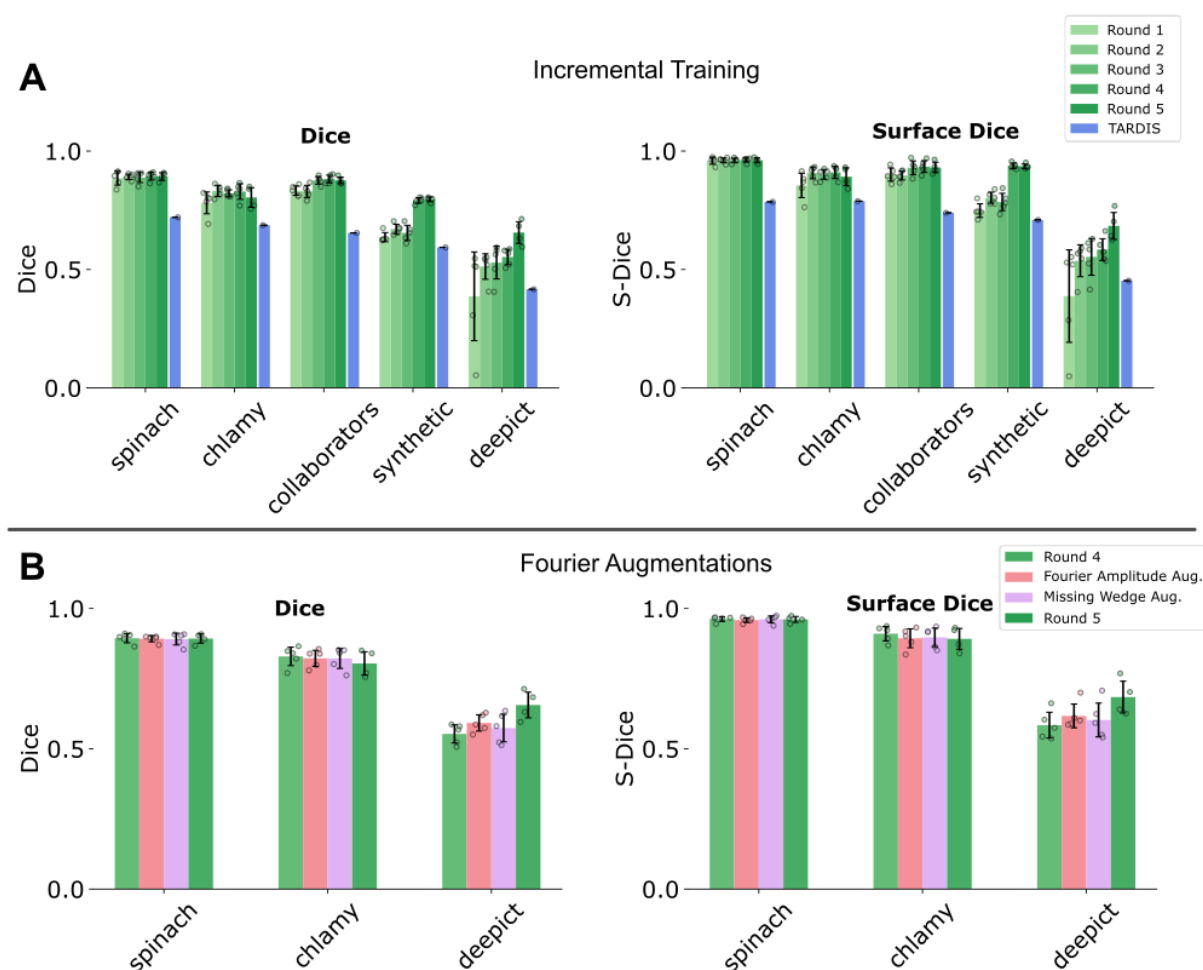 A
Incremental Training
Round 1
Round 2
Round 3
Round 4
Round 5
TARDIS
Dice
1.0
0.5
0.0
Dice
spinach
chlamy
collaborators
synthetic
deepict
Surface Dice
1.0
0.5
0.0
S-Dice
spinach
chlamy
collaborators
synthetic
deepict
B
Fourier Augmentations
Round 4
Fourier Amplitude Aug.
Missing Wedge Aug.
Round 5
Dice
1.0
0.5
0.0
Dice
spinach
chlamy
deepict
Surface Dice
1.0
0.5
0.0
S-Dice
spinach
chlamy
deepict